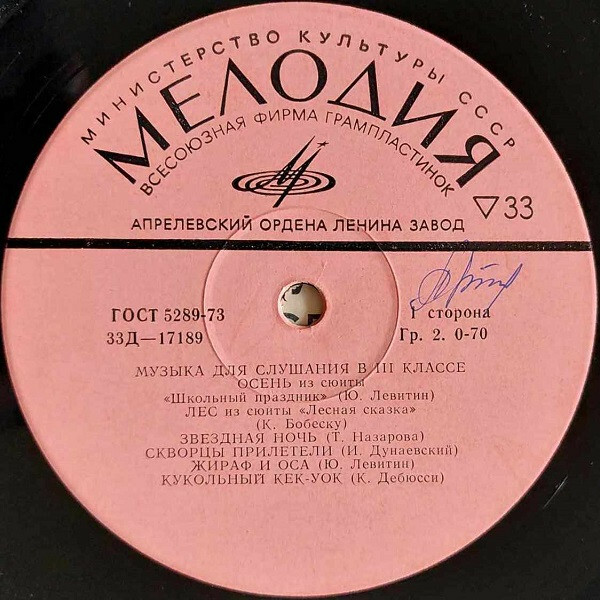 МИНИСТЕРСТВО КУЛЬТУРЫ СССР
МЕЛОДИЯ
ВСЕСОЮЗНАЯ ФИРМА ГРАМПЛАСТИНОК
▽33
АПРЕЛЕВСКИЙ ОРДЕНА ЛЕНИНА ЗАВОД
ГОСТ 5289-73
33Д—17189
1 сторона
Гр. 2. 0-70
МУЗЫКА ДЛЯ СЛУШАНИЯ В III КЛАССЕ
ОСЕНЬ из сюиты
«Школьный праздник» (Ю. Левитин)
ЛЕС из сюиты «Лесная сказка»
(К. Бобеску)
ЗВЕЗДНАЯ НОЧЬ (Т. Назарова)
СКВОРЦЫ ПРИЛЕТЕЛИ (И. Дунаевский)
ЖИРАФ И ОСА (Ю. Левитин)
КУКОЛЬНЫЙ КЕК-УОК (К. Дебюсси)